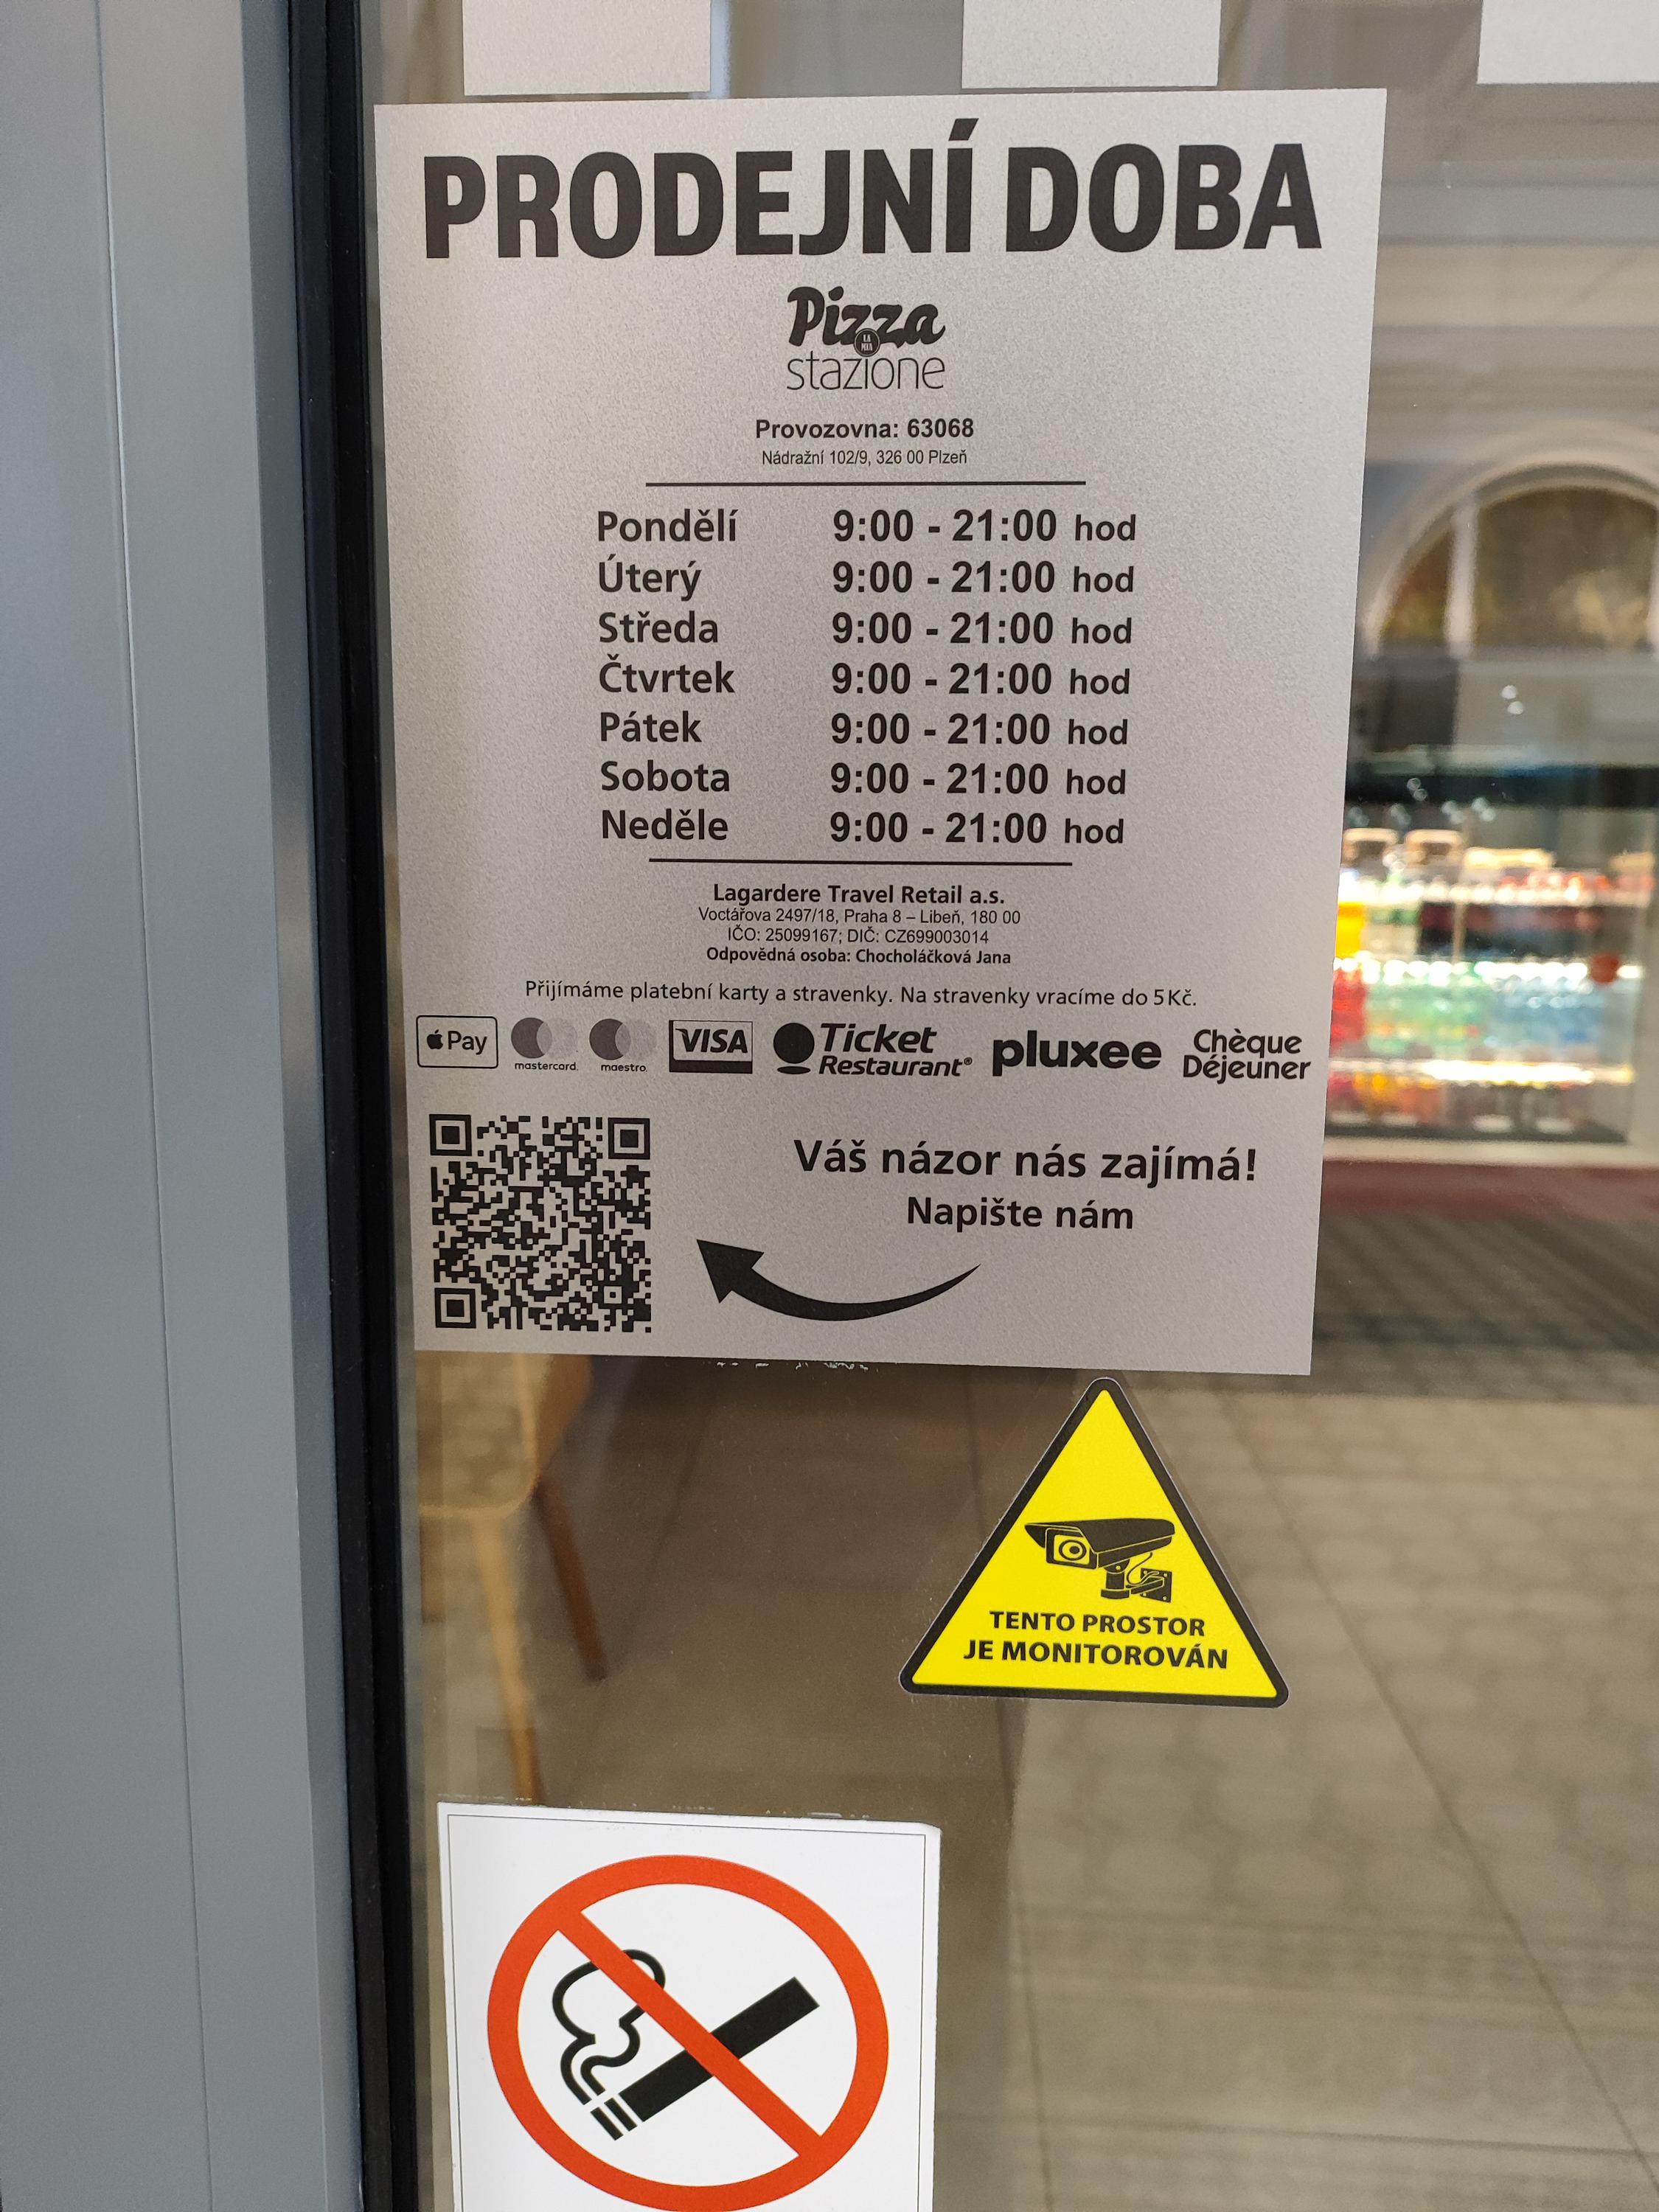 PRODEJNÍ DOBA
Pizza
stazione
Provozovna: 63068
Nádražní 102/9, 326 00 Plzeň
Pondělí 9:00 - 21:00 hod
Úterý 9:00 - 21:00 hod
Středa 9:00 - 21:00 hod
Čtvrtek 9:00 - 21:00 hod
Pátek 9:00 - 21:00 hod
Sobota 9:00 - 21:00 hod
Neděle 9:00 - 21:00 hod
Lagardere Travel Retail a.s.
Voctářova 2497/18, Praha 8 – Libeň, 180 00
IČO: 25099167; DIČ: CZ699003014
Odpovědná osoba: Chocholáčková Jana
Přijímáme platební karty a stravenky. Na stravenky vracíme do 5 Kč.
Pay mastercard. maestro. VISA Ticket Restaurant® pluxee Chèque Déjeuner
Váš názor nás zajímá!
Napište nám
TENTO PROSTOR
JE MONITOROVÁN